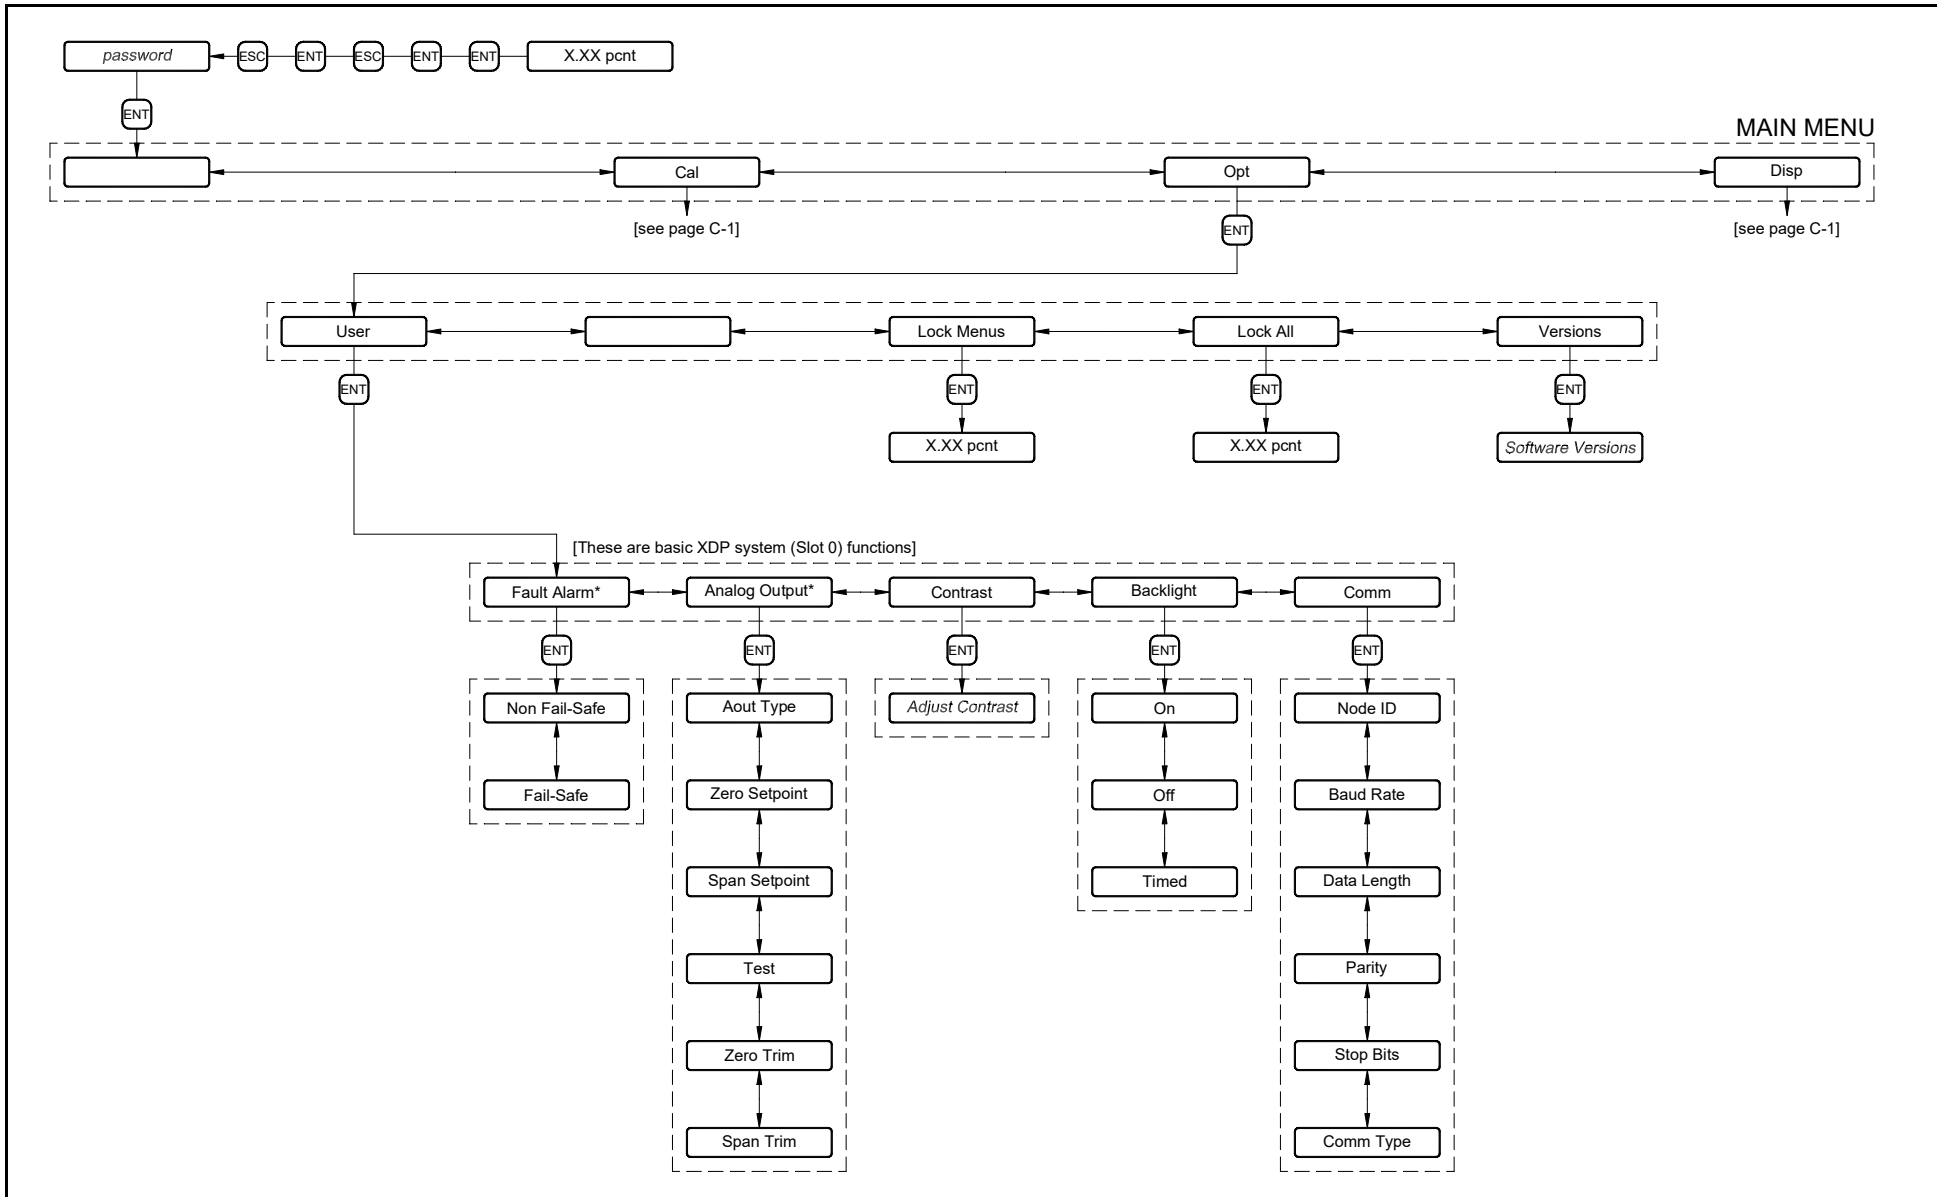 password ESC ENT ESC ENT ENT X.XX pcnt
ENT
MAIN MENU
Cal Opt Disp
[see page C-1] ENT [see page C-1]
User Lock Menus Lock All Versions
ENT ENT ENT ENT
X.XX pcnt X.XX pcnt Software Versions
[These are basic XDP system (Slot 0) functions]
Fault Alarm* Analog Output* Contrast Backlight Comm
ENT ENT ENT ENT ENT
Non Fail-Safe Aout Type Adjust Contrast On Node ID
Fail-Safe Zero Setpoint Off Baud Rate
Span Setpoint Timed Data Length
Test Parity
Zero Trim Stop Bits
Span Trim Comm Type